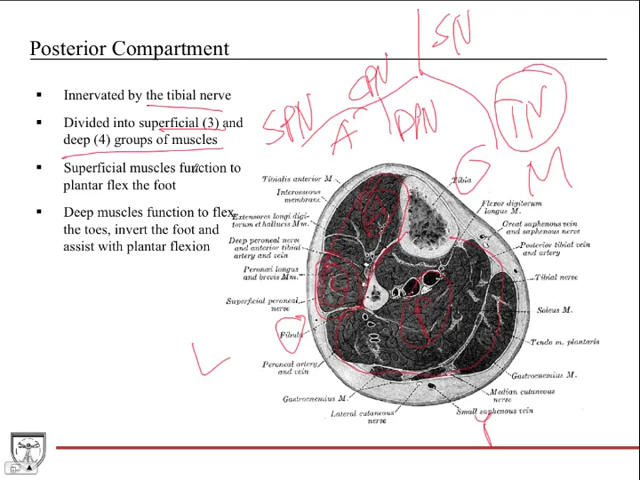 Posterior Compartment
Innervated by the tibial nerve
Divided into superficial (3) and
deep (4) groups of muscles
Superficial muscles function to
plantar flex the foot
Deep muscles function to flex
the toes, invert the foot and
assist with plantar flexion
SN
CPN
SPN
A
DPN
TN
M
L
Tibialis anterior M.
Interosseous
membrane
Extensores longi digi-
torum et hallucis Mm.
Deep peroneal nerve
and anterior tibial
artery and vein
Peronei longus
and brevis Mm.
Superficial peroneal
nerve
Fibula
Peroneal artery
and vein
Gastrocnemius M.
Lateral cutaneous
nerve
Tibia
Flexor digitorum
longus M.
Great saphenous vein
and saphenous nerve
Posterior tibial vein
and artery
Tibial nerve
Soleus M.
Tendo m. plantaris
Gastrocnemius M.
Median cutaneous
nerve
Small saphenous vein